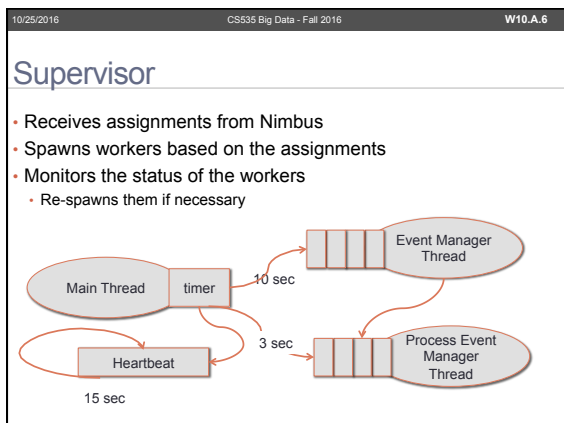 10/25/2016 CS535 Big Data - Fall 2016 W10.A.6
Supervisor
• Receives assignments from Nimbus
• Spawns workers based on the assignments
• Monitors the status of the workers
• Re-spawns them if necessary
Event Manager
Thread
10 sec
Main Thread
timer
3 sec
Process Event
Manager
Thread
Heartbeat
15 sec